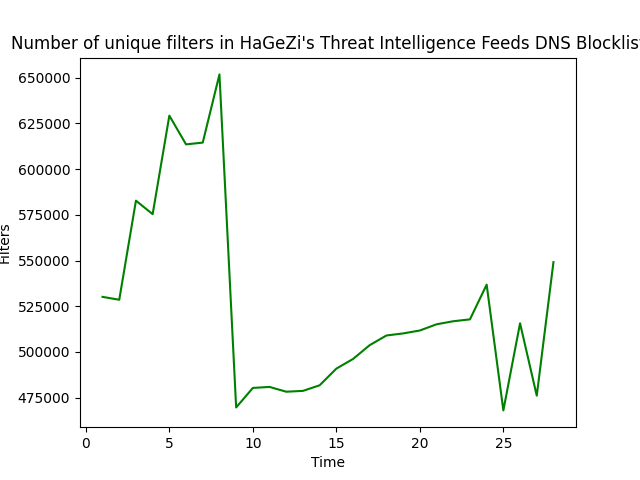 Number of unique filters in HaGeZi's Threat Intelligence Feeds DNS Blocklis
650000
625000
600000
575000
550000
525000
500000
475000
Filters
0 5 10 15 20 25
Time